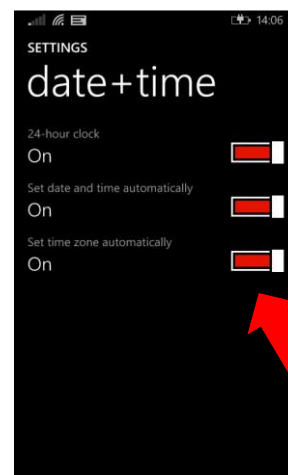 14:06
SETTINGS
date+time
24-hour clock
On
Set date and time automatically
On
Set time zone automatically
On